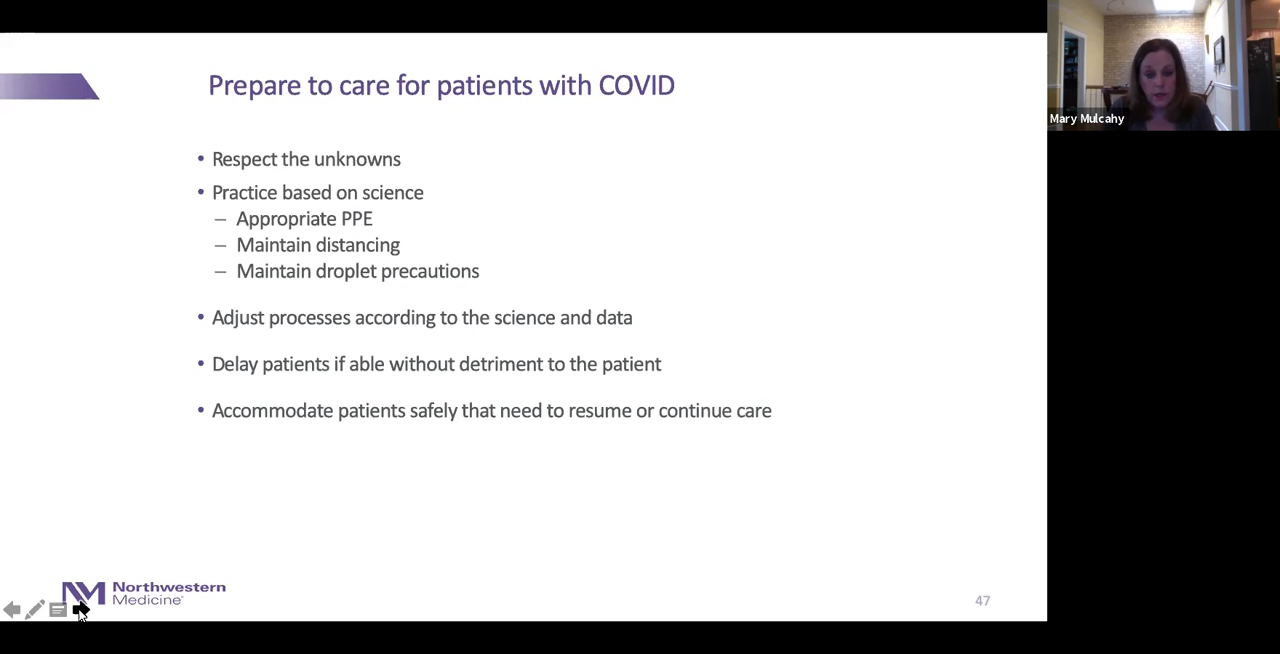 Prepare to care for patients with COVID
• Respect the unknowns
• Practice based on science
– Appropriate PPE
– Maintain distancing
– Maintain droplet precautions
• Adjust processes according to the science and data
• Delay patients if able without detriment to the patient
• Accommodate patients safely that need to resume or continue care
NM Northwestern
Medicine
47
Mary Mulcahy